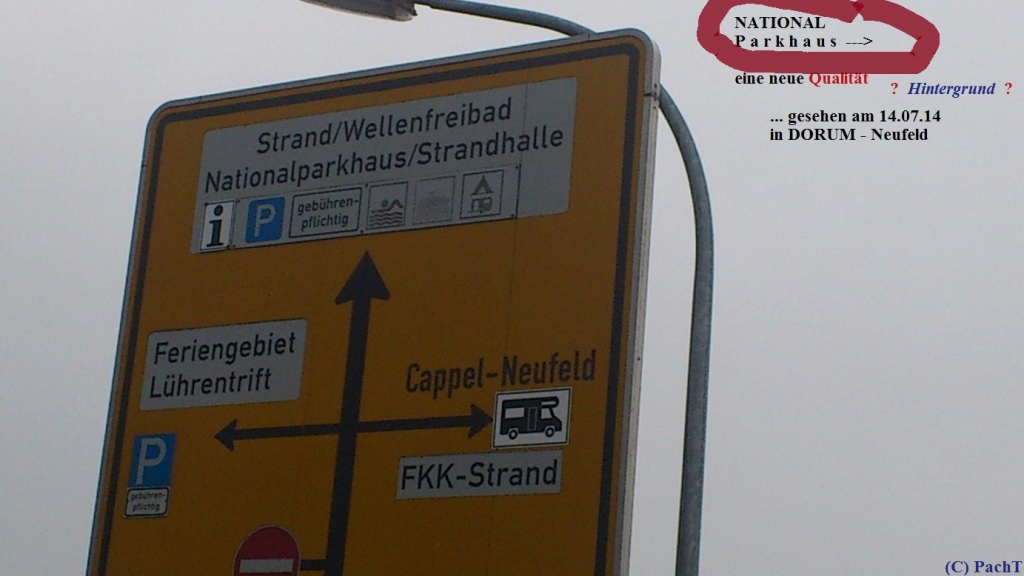 NATIONAL
Parkhaus --->
eine neue Qualität
? Hintergrund ?
... gesehen am 14.07.14
in DORUM - Neufeld
Strand/Wellenfreibad
Nationalparkhaus/Strandhalle
i P gebühren-
pflichtig
Feriengebiet
Lührentrift
Cappel-Neufeld
P
gebühren-
pflichtig
FKK-Strand
(C) PachT